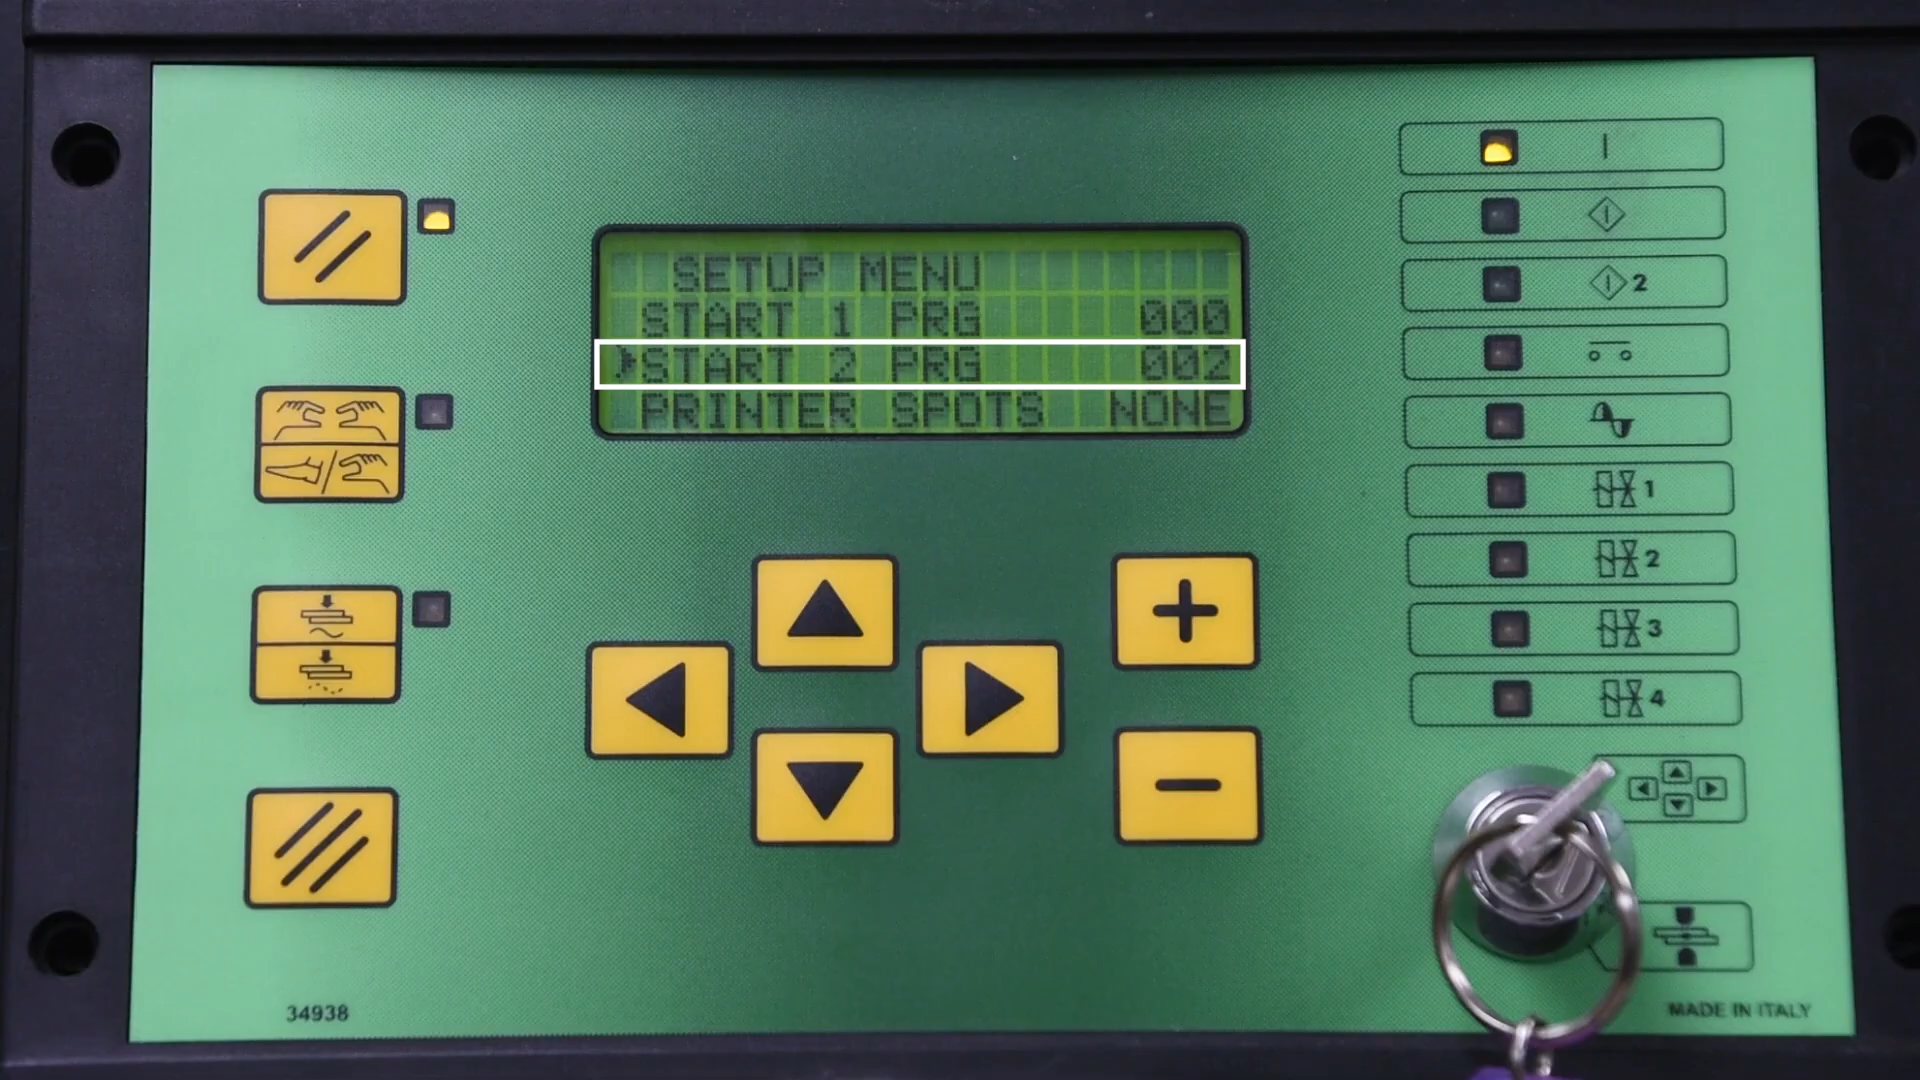 SETUP MENU
START 1 PRG 000
START 2 PRG 002
PRINTER SPOTS NONE
2
1
2
3
4
34938
MADE IN ITALY